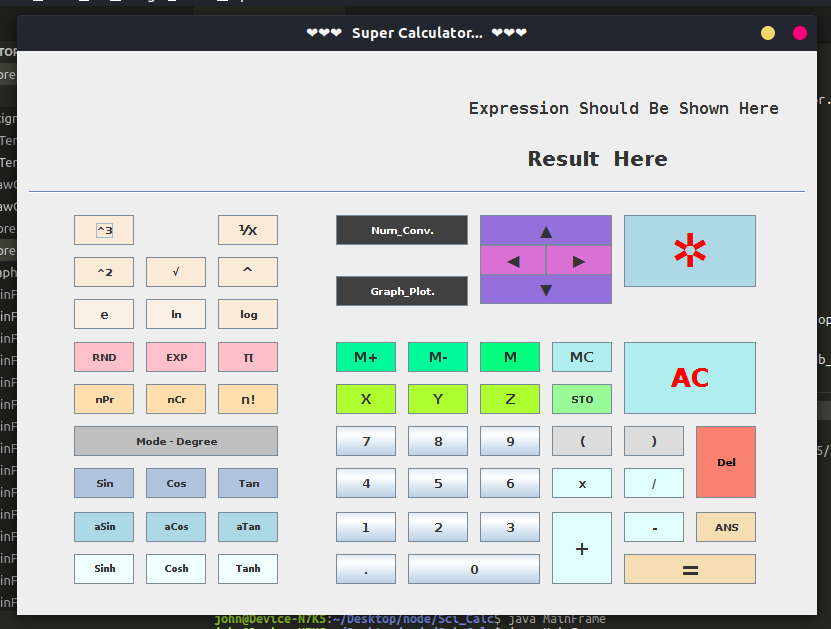 ❤❤❤ Super Calculator... ❤❤❤
Expression Should Be Shown Here
Result Here
^3 ⅟x Num_Conv. ▲ *
^2 √ ^ ◀ ▶
e ln log Graph_Plot. ▼
RND EXP π M+ M- M MC AC
nPr nCr n! X Y Z STO
Mode - Degree 7 8 9 ( ) Del
Sin Cos Tan 4 5 6 x /
aSin aCos aTan 1 2 3 + - ANS
Sinh Cosh Tanh . 0 =
john@Device-N7K5:~/Desktop/node/Sci_Calc$ java MainFrame